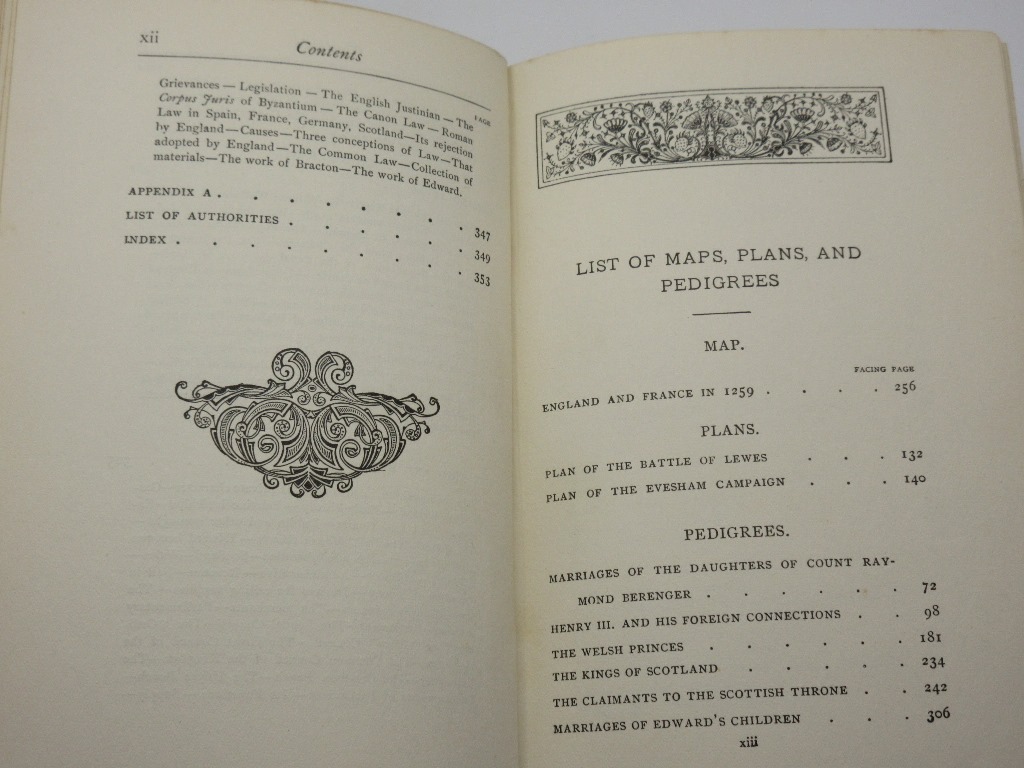 xii
Contents
PAGE
Grievances — Legislation — The English Justinian — The
Corpus Juris of Byzantium — The Canon Law — Roman
Law in Spain, France, Germany, Scotland—Its rejection
by England—Causes—Three conceptions of Law—That
adopted by England—The Common Law—Collection of
materials—The work of Bracton—The work of Edward.
APPENDIX A . . . . . . . 347
LIST OF AUTHORITIES . . . . . . 349
INDEX . . . . . . . . 353
LIST OF MAPS, PLANS, AND
PEDIGREES
MAP.
FACING PAGE
ENGLAND AND FRANCE IN 1259 . . . . 256
PLANS.
PLAN OF THE BATTLE OF LEWES . . . 132
PLAN OF THE EVESHAM CAMPAIGN . . . 140
PEDIGREES.
MARRIAGES OF THE DAUGHTERS OF COUNT RAY-
MOND BERENGER . . . . . . 72
HENRY III. AND HIS FOREIGN CONNECTIONS . . 98
THE WELSH PRINCES . . . . . . 181
THE KINGS OF SCOTLAND . . . . . 234
THE CLAIMANTS TO THE SCOTTISH THRONE . . 242
MARRIAGES OF EDWARD'S CHILDREN . . . 306
xiii